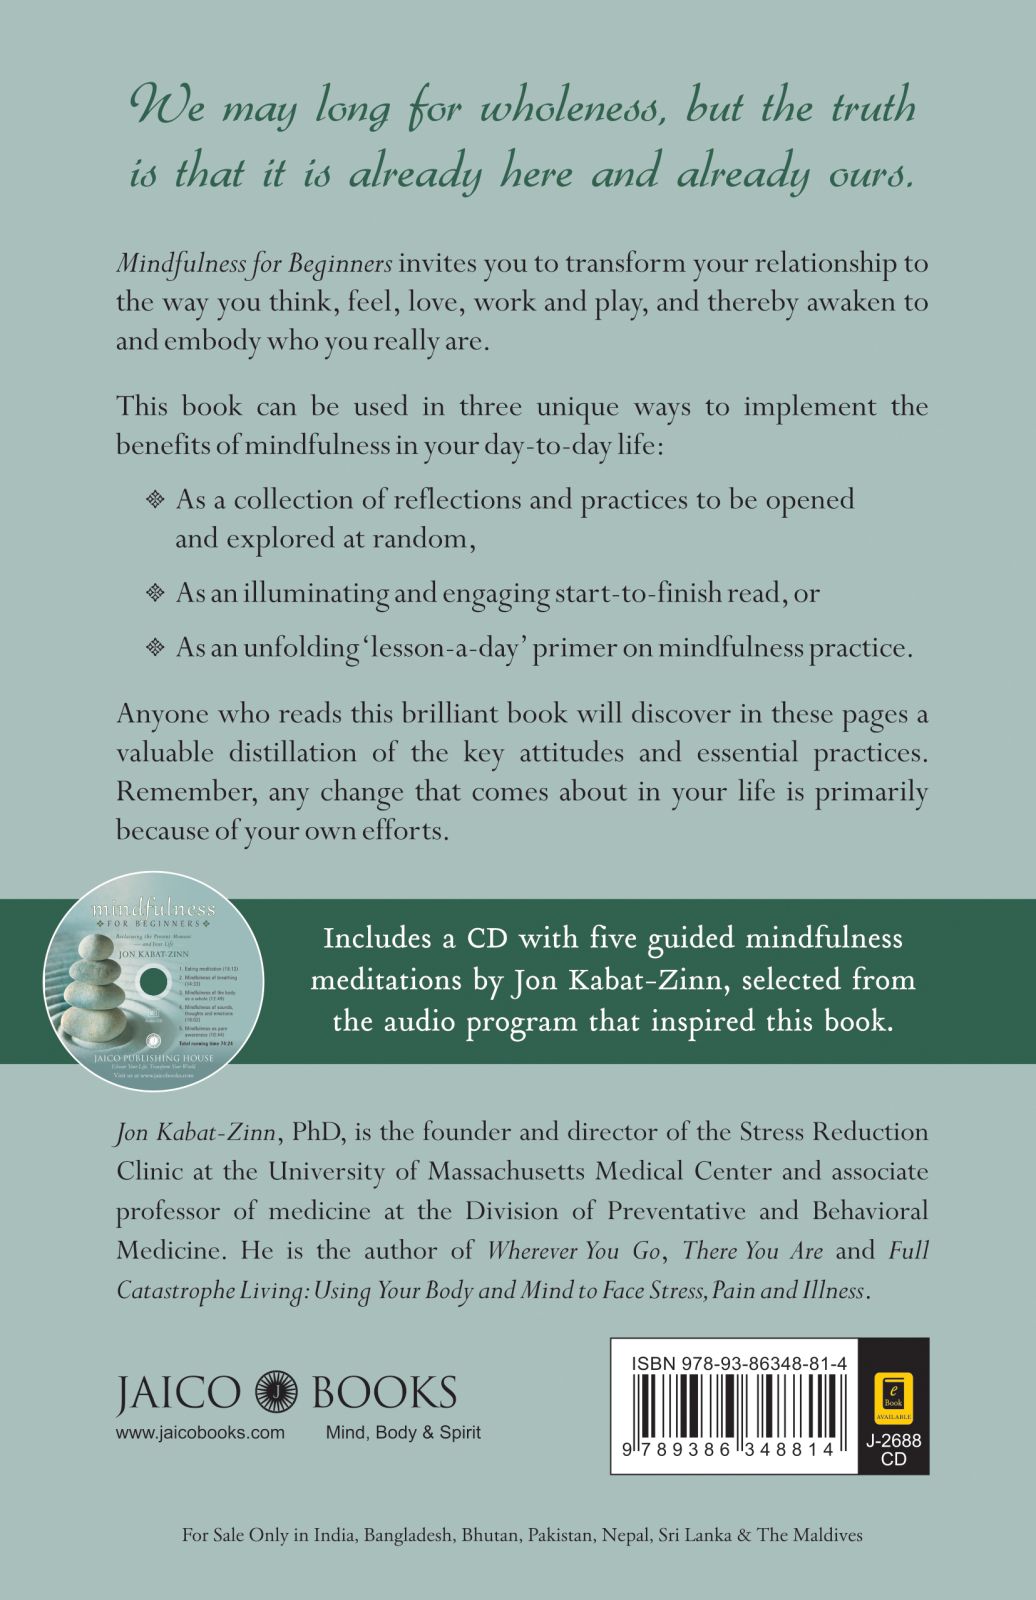 We may long for wholeness, but the truth
is that it is already here and already ours.
Mindfulness for Beginners invites you to transform your relationship to
the way you think, feel, love, work and play, and thereby awaken to
and embody who you really are.
This book can be used in three unique ways to implement the
benefits of mindfulness in your day-to-day life:
As a collection of reflections and practices to be opened
and explored at random,
As an illuminating and engaging start-to-finish read, or
As an unfolding ‘lesson-a-day’ primer on mindfulness practice.
Anyone who reads this brilliant book will discover in these pages a
valuable distillation of the key attitudes and essential practices.
Remember, any change that comes about in your life is primarily
because of your own efforts.
mindfulness
FOR BEGINNERS
Reclaiming the Present Moment
—and Your Life
JON KABAT-ZINN
1. Eating meditation (13:13)
2. Mindfulness of breathing
3. Mindfulness of the body
as a whole
4. Mindfulness of sounds,
thoughts and emotions
5. Mindfulness as pure
awareness
Total running time 74:24
JAICO PUBLISHING HOUSE
Elevate Your Life. Transform Your World.
Visit us at www.jaicobooks.com
Includes a CD with five guided mindfulness
meditations by Jon Kabat-Zinn, selected from
the audio program that inspired this book.
Jon Kabat-Zinn, PhD, is the founder and director of the Stress Reduction
Clinic at the University of Massachusetts Medical Center and associate
professor of medicine at the Division of Preventative and Behavioral
Medicine. He is the author of Wherever You Go, There You Are and Full
Catastrophe Living: Using Your Body and Mind to Face Stress, Pain and Illness.
JAICO J BOOKS
www.jaicobooks.com Mind, Body & Spirit
ISBN 978-93-86348-81-4
9 789386 348814
e
Book
AVAILABLE
J-2688
CD
For Sale Only in India, Bangladesh, Bhutan, Pakistan, Nepal, Sri Lanka & The Maldives